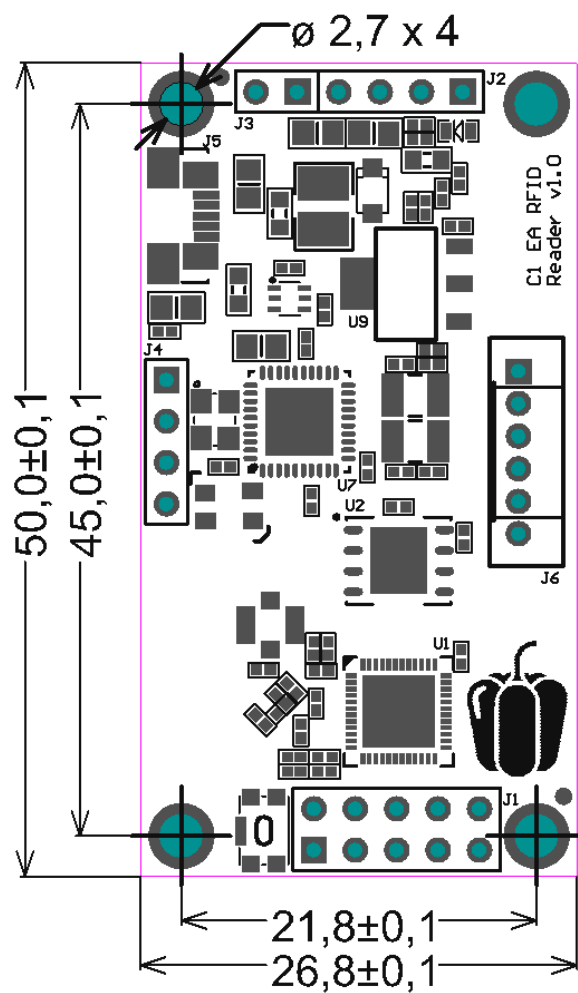 ø 2,7 x 4
J2
J3
J5
C1 EA RFID
Reader v1.0
U9
J4
50,0±0,1
45,0±0,1
U7
U2
J6
U1
J1
21,8±0,1
26,8±0,1